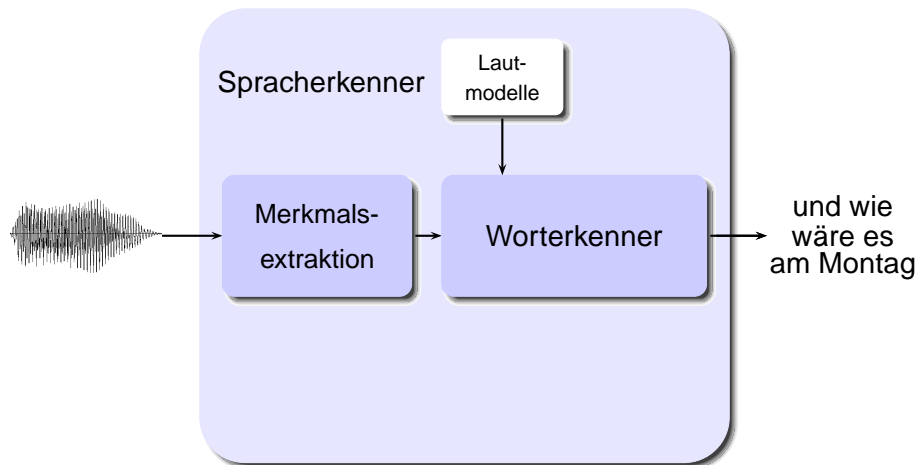 Spracherkenner
Laut-
modelle
Merkmals-
extraktion
Worterkenner
und wie
wäre es
am Montag